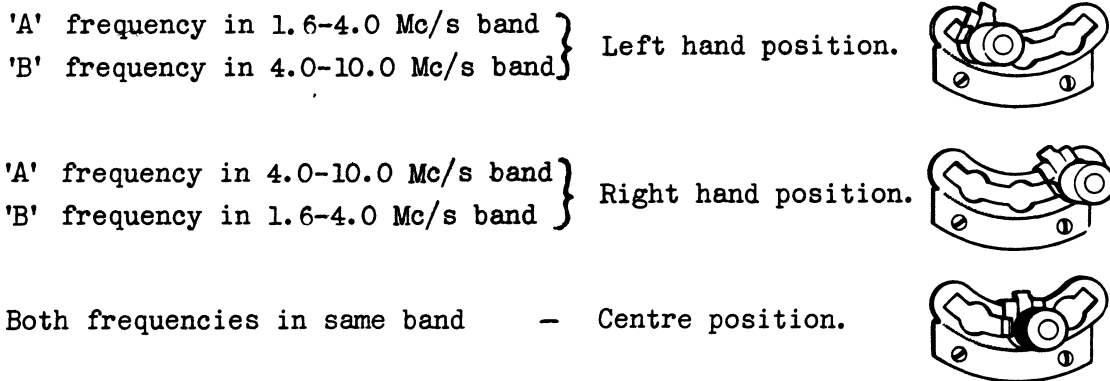 'A' frequency in 1.6-4.0 Mc/s band } Left hand position.
'B' frequency in 4.0-10.0 Mc/s band
'A' frequency in 4.0-10.0 Mc/s band } Right hand position.
'B' frequency in 1.6-4.0 Mc/s band
Both frequencies in same band – Centre position.